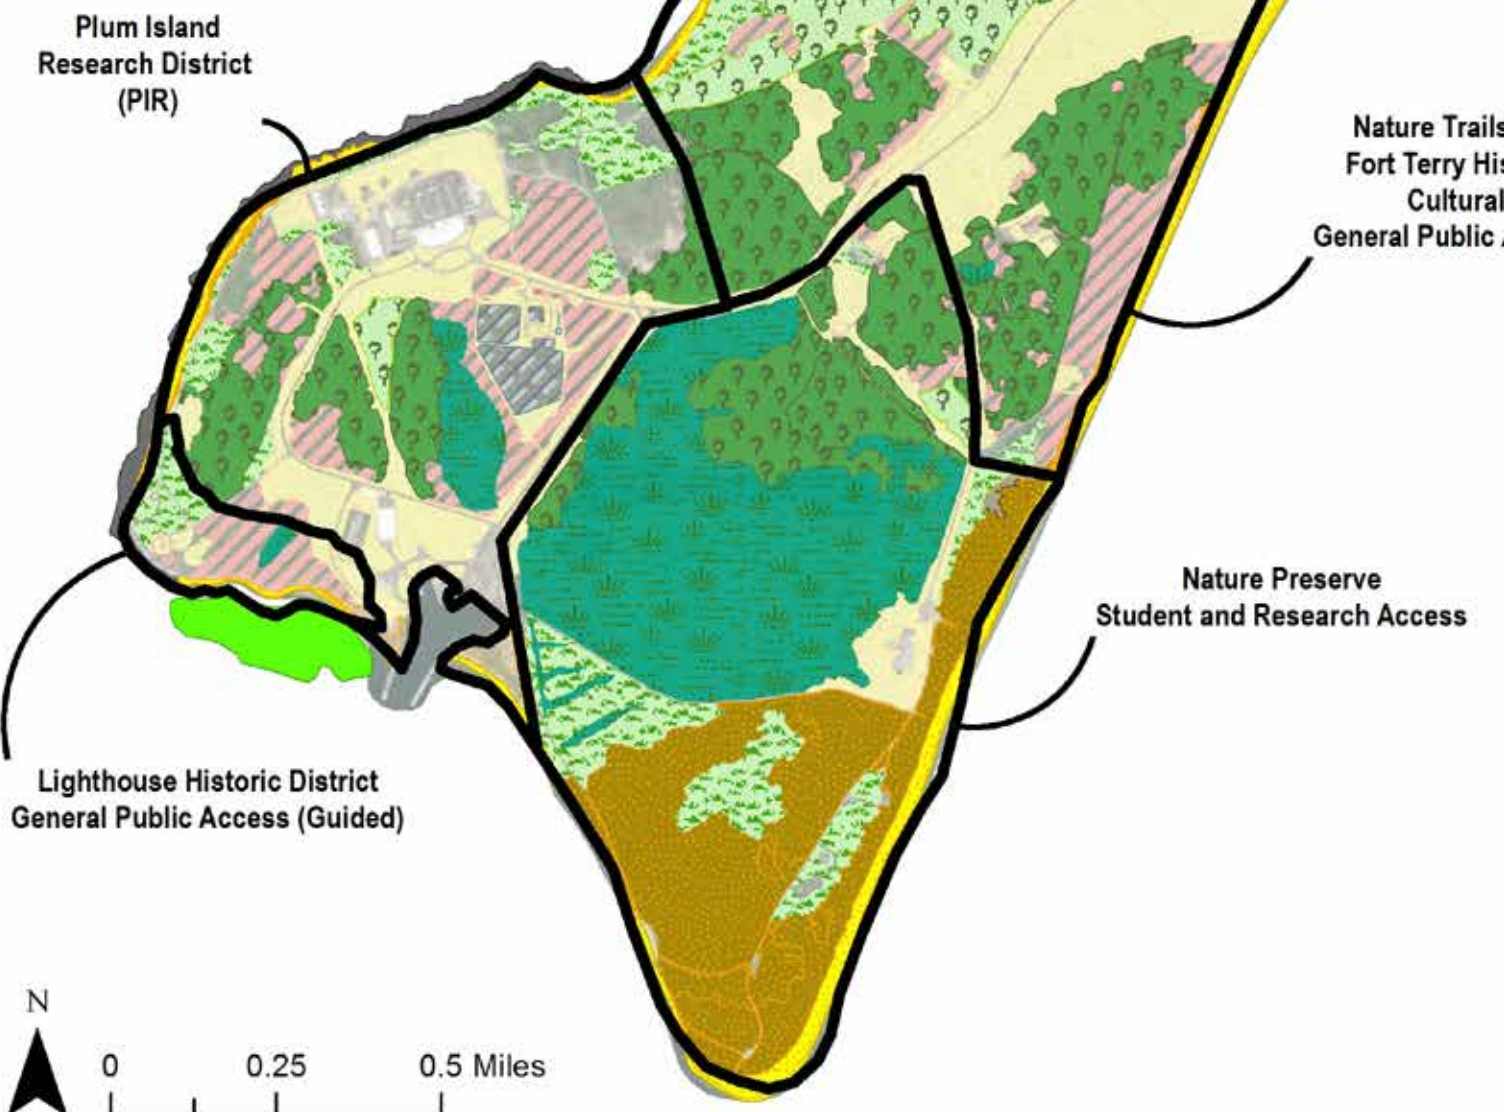 Plum Island
Research District
(PIR)
Nature Trails
Fort Terry
Cultural
General Public
Nature Preserve
Student and Research Access
Lighthouse Historic District
General Public Access (Guided)
N
0 0.25 0.5 Miles